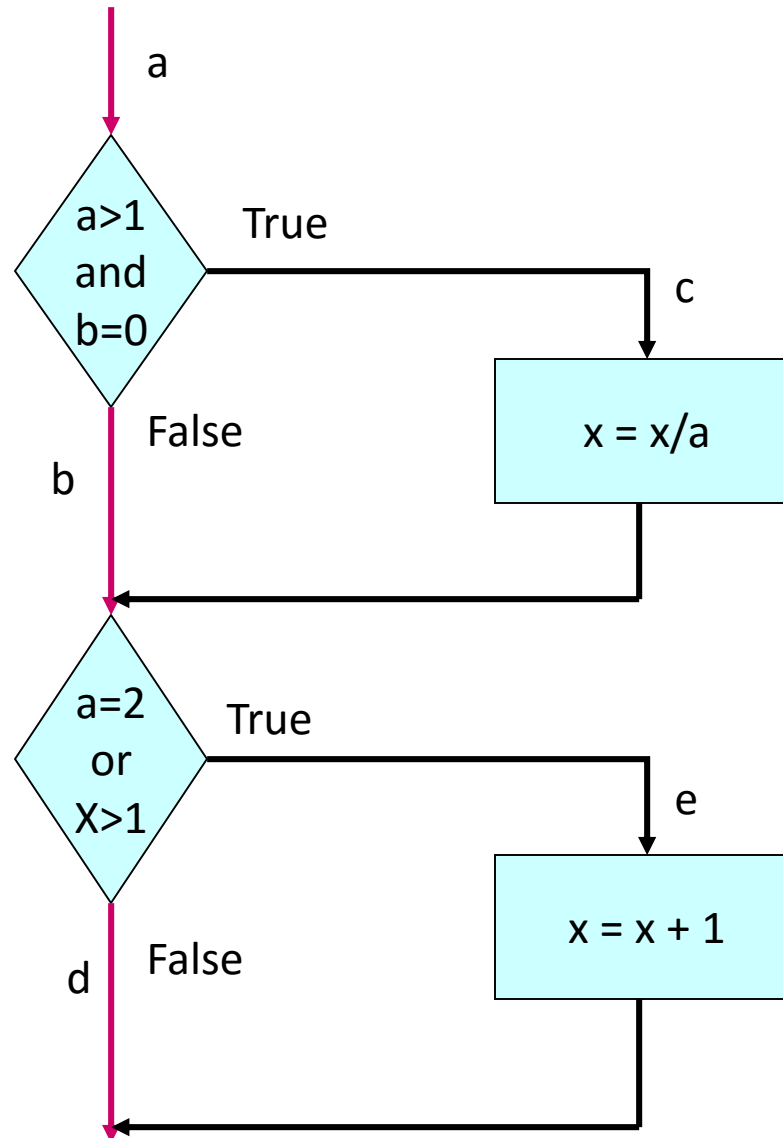 a
a>1
and
b=0
True
c
x = x/a
False
b
a=2
or
X>1
True
e
x = x + 1
False
d